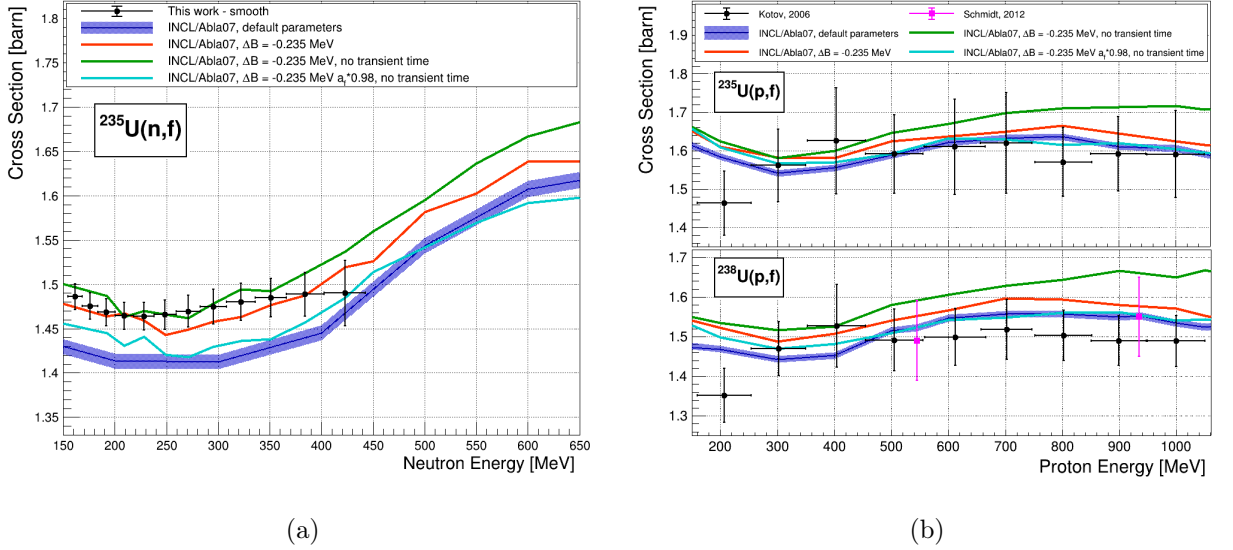 This work - smooth
INCL/Abla07, default parameters
INCL/Abla07, ΔB = -0.235 MeV
INCL/Abla07, ΔB = -0.235 MeV, no transient time
INCL/Abla07, ΔB = -0.235 MeV a_f*0.98, no transient time
Cross Section [barn]
1.8
1.75
1.7
1.65
1.6
1.55
1.5
1.45
1.4
1.35
²³⁵U(n,f)
150 200 250 300 350 400 450 500 550 600 650
Neutron Energy [MeV]
(a)
Kotov, 2006
Schmidt, 2012
INCL/Abla07, default parameters
INCL/Abla07, ΔB = -0.235 MeV, no transient time
INCL/Abla07, ΔB = -0.235 MeV
INCL/Abla07, ΔB = -0.235 MeV a_f*0.98, no transient time
Cross Section [barn]
1.9
1.8
1.7
1.6
1.5
1.4
²³⁵U(p,f)
1.7
1.6
1.5
1.4
1.3
²³⁸U(p,f)
200 300 400 500 600 700 800 900 1000
Proton Energy [MeV]
(b)